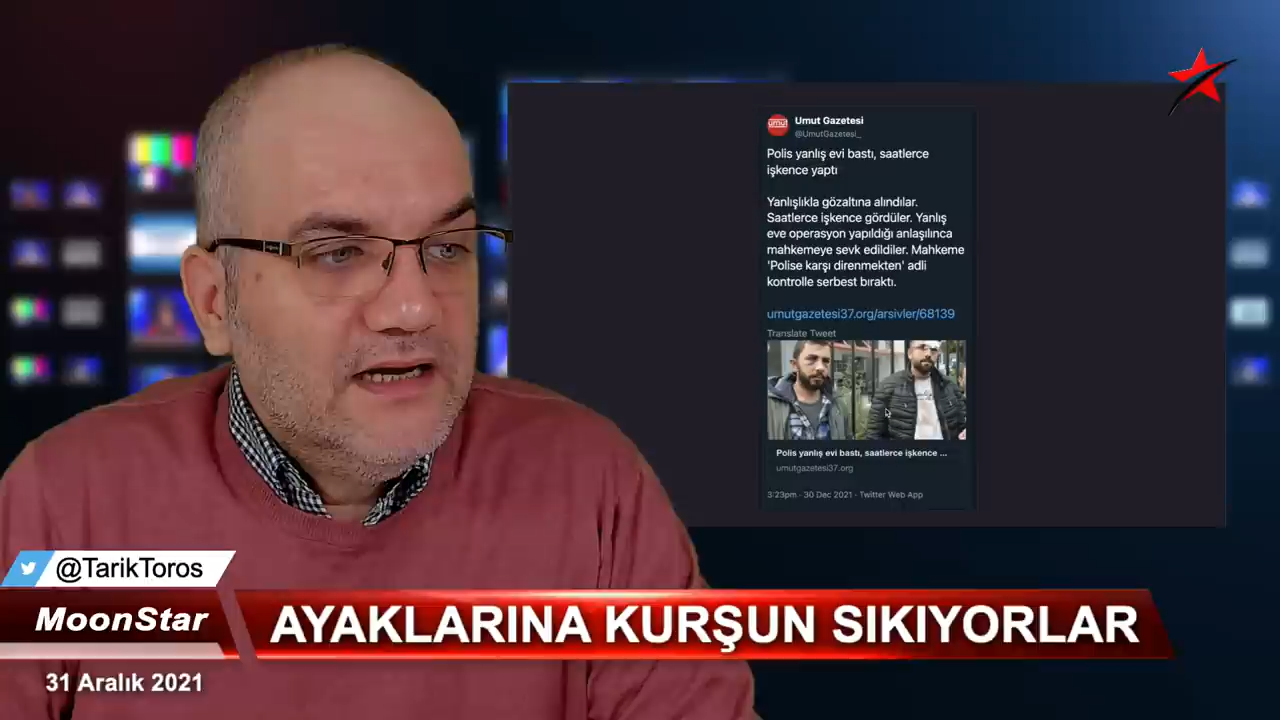 umut
Umut Gazetesi
@UmutGazetesi_
Polis yanlış evi bastı, saatlerce
işkence yaptı
Yanlışlıkla gözaltına alındılar.
Saatlerce işkence gördüler. Yanlış
eve operasyon yapıldığı anlaşılınca
mahkemeye sevk edildiler. Mahkeme
'Polise karşı direnmekten' adli
kontrolle serbest bıraktı.
umutgazetesi37.org/arsivler/68139
Translate Tweet
Polis yanlış evi bastı, saatlerce işkence ...
umutgazetesi37.org
3:23pm · 30 Dec 2021 · Twitter Web App
@TarikToros
MoonStar
AYAKLARINA KURŞUN SIKIYORLAR
31 Aralık 2021